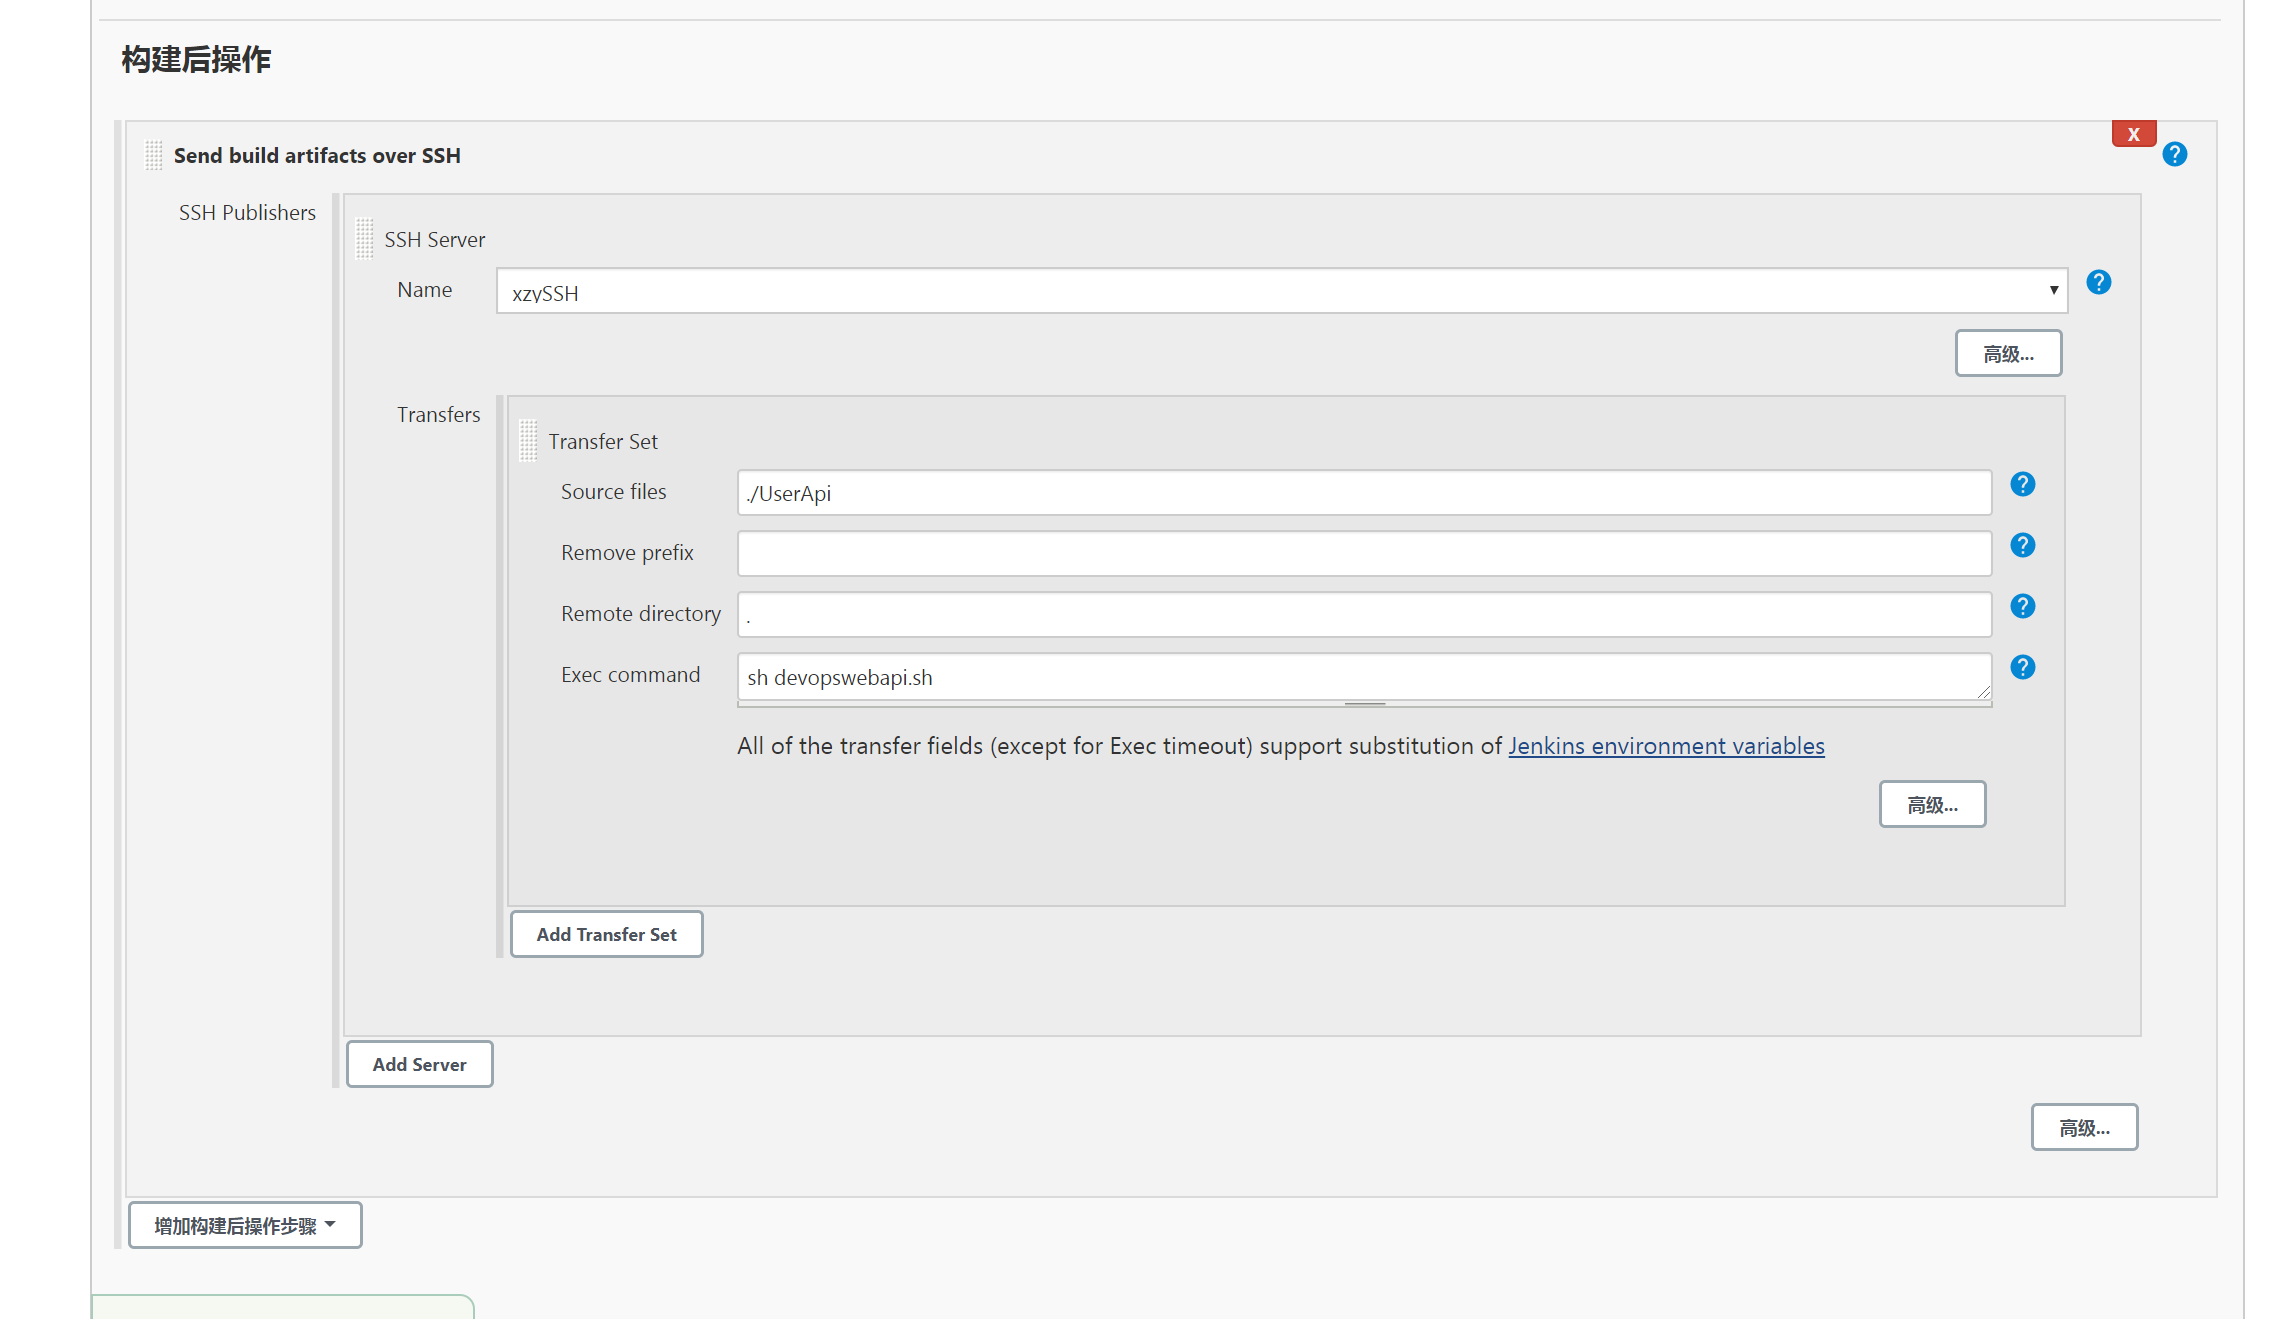 构建后操作
X
Send build artifacts over SSH
?
SSH Publishers
SSH Server
Name
xzySSH
?
高级...
Transfers
Transfer Set
Source files
./UserApi
?
Remove prefix
?
Remote directory
.
?
Exec command
sh devopswebapi.sh
?
All of the transfer fields (except for Exec timeout) support substitution of Jenkins environment variables
高级...
Add Transfer Set
Add Server
高级...
增加构建后操作步骤